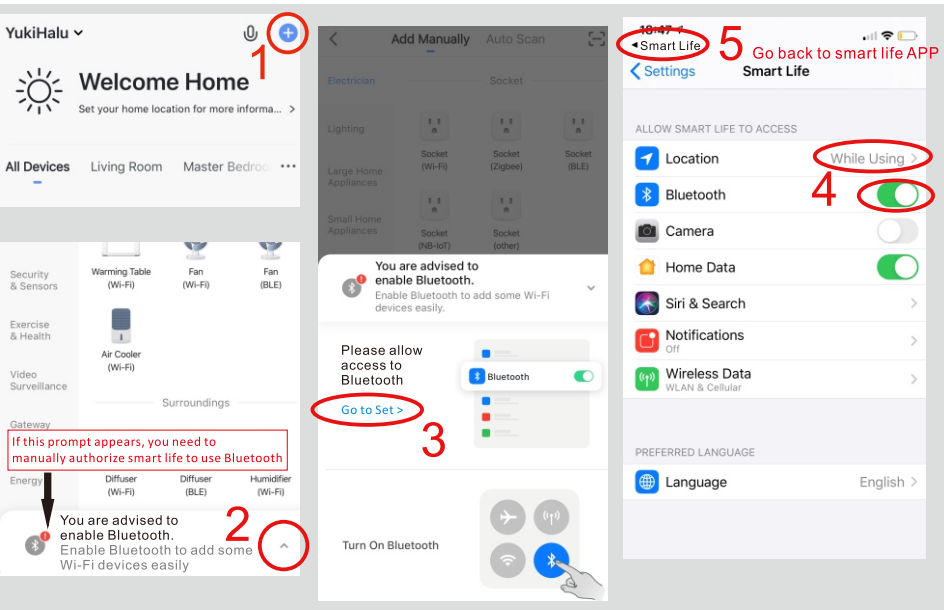 YukiHalu
1
Welcome Home
Set your home location for more informa...
All Devices
Living Room
Master Bedroo
Security
& Sensors
Exercise
& Health
Video
Surveillance
Gateway
Energy
Warming Table
(Wi-Fi)
Fan
(Wi-Fi)
Fan
(BLE)
Air Cooler
(Wi-Fi)
Surroundings
If this prompt appears, you need to
manually authorize smart life to use Bluetooth
Diffuser
(Wi-Fi)
Diffuser
(BLE)
Humidifier
(Wi-Fi)
You are advised to
enable Bluetooth.
Enable Bluetooth to add some
Wi-Fi devices easily
2
Add Manually
Auto Scan
Electrician
Lighting
Large Home
Appliances
Small Home
Appliances
Socket
Socket
(Wi-Fi)
Socket
(Zigbee)
Socket
(BLE)
Socket
(NB-IoT)
Socket
(other)
You are advised to
enable Bluetooth.
Enable Bluetooth to add some Wi-Fi
devices easily.
Please allow
access to
Bluetooth
Go to Set >
3
Bluetooth
Turn On Bluetooth
18:47
Smart Life
5
Go back to smart life APP
Settings
Smart Life
ALLOW SMART LIFE TO ACCESS
Location
While Using
4
Bluetooth
Camera
Home Data
Siri & Search
Notifications
Off
Wireless Data
WLAN & Cellular
PREFERRED LANGUAGE
Language
English